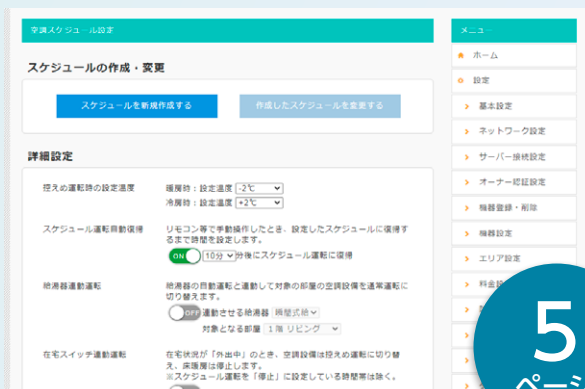 空調スケジュール設定
スケジュールの作成・変更
スケジュールを新規作成する
作成したスケジュールを変更する
詳細設定
控えめ運転時の設定温度
暖房時：設定温度 -2℃
冷房時：設定温度 +2℃
スケジュール運転自動復帰
リモコン等で手動操作したとき、設定したスケジュールに復帰す
るまで時間を設定します。
ON 10分 分後にスケジュール運転に復帰
給湯器連動運転
給湯器の自動運転と連動して対象の部屋の空調設備を通常運転に
切り替えます。
OFF 連動させる給湯器 瞬間式給
対象となる部屋 1階 リビング
在宅スイッチ連動運転
在宅状況が「外出中」のとき、空調設備は控えめ運転に切り替
え、床暖房は停止します。
※スケジュール運転を「停止」に設定している時間帯は除く。
メニュー
ホーム
設定
基本設定
ネットワーク設定
サーバー接続設定
オーナー認証設定
機器登録・削除
機器設定
エリア設定
料金設
5
ページ